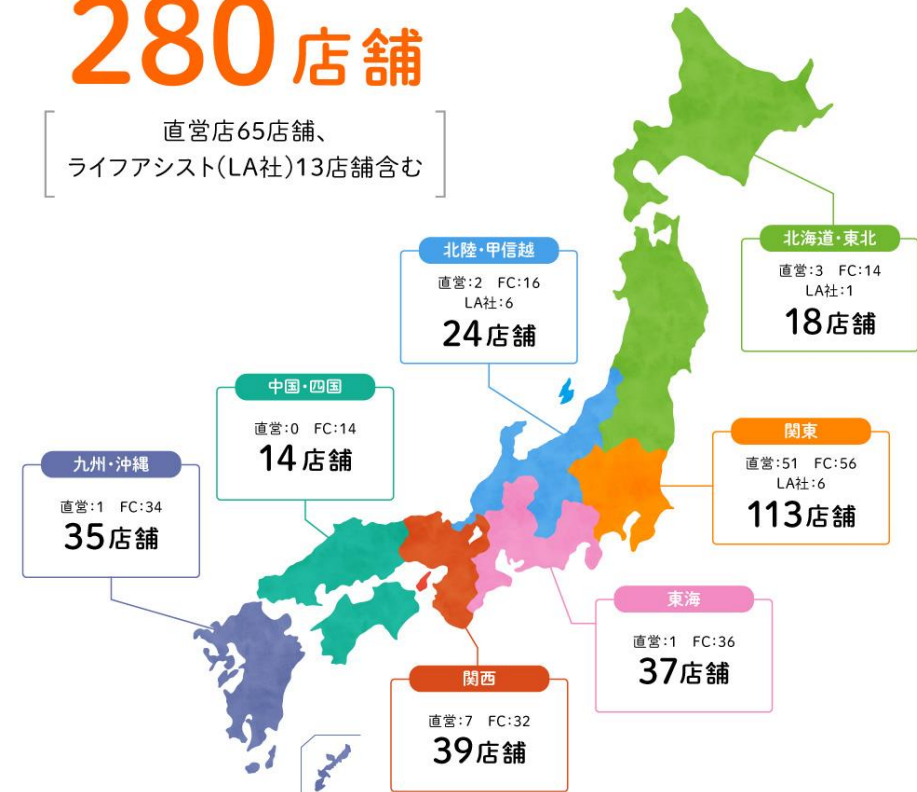 280店舗
直営店65店舗、
ライフアシスト(LA社)13店舗含む
北海道・東北
直営:3 FC:14
LA社:1
18店舗
北陸・甲信越
直営:2 FC:16
LA社:6
24店舗
中国・四国
直営:0 FC:14
14店舗
関東
直営:51 FC:56
LA社:6
113店舗
九州・沖縄
直営:1 FC:34
35店舗
東海
直営:1 FC:36
37店舗
関西
直営:7 FC:32
39店舗